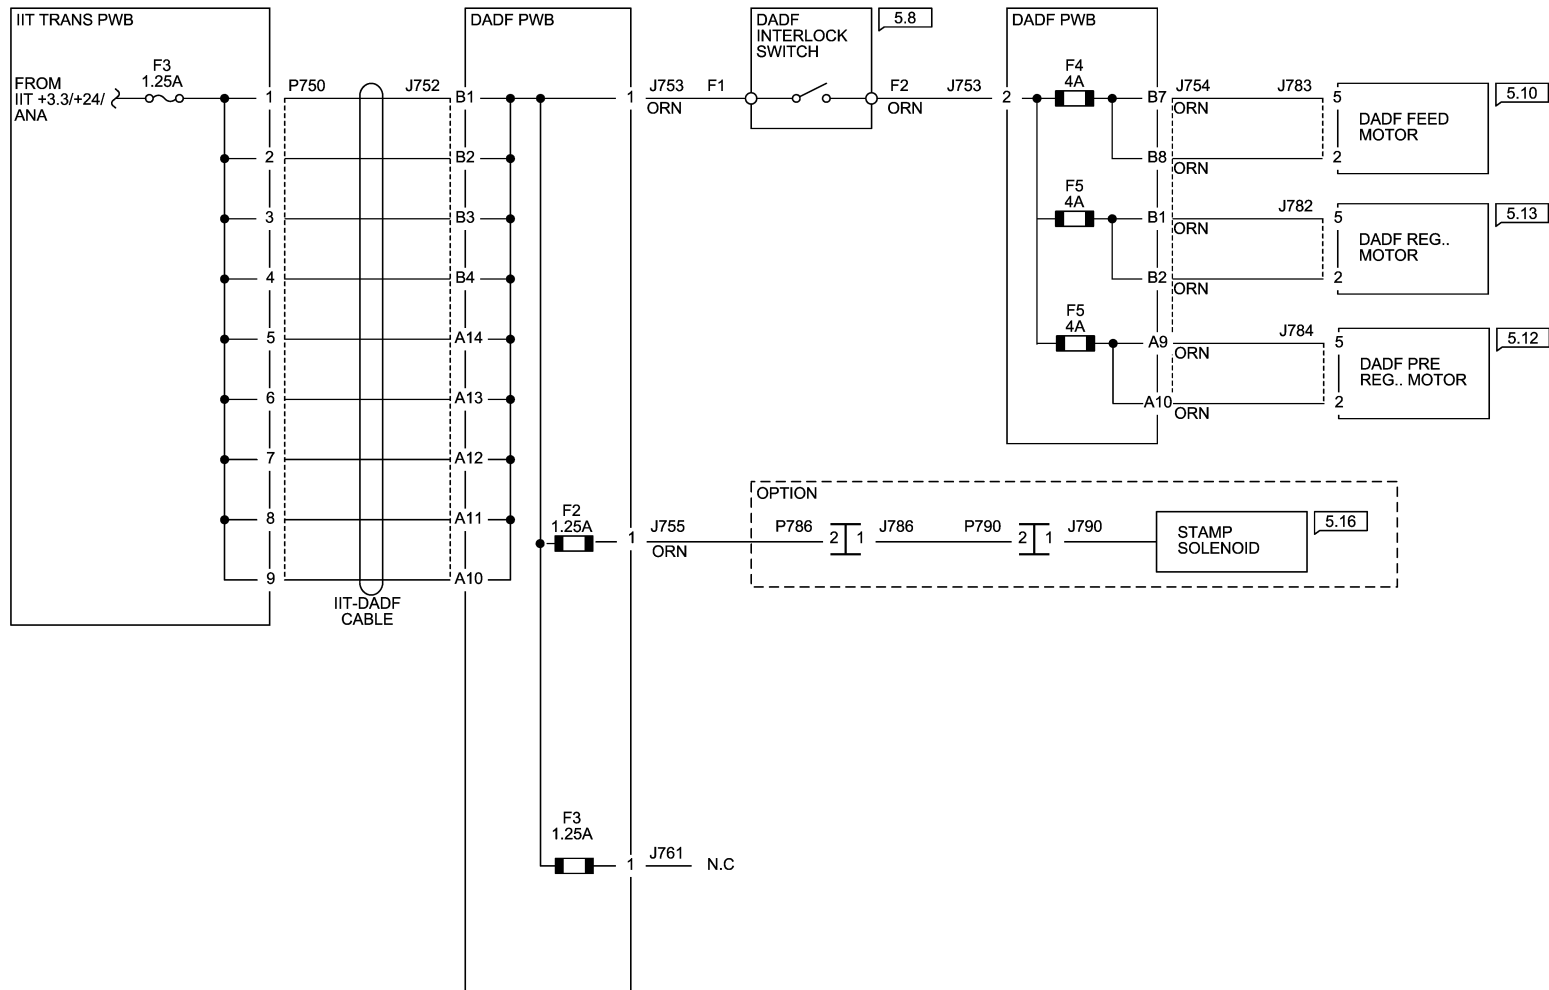 IIT TRANS PWB
FROM
IIT +3.3/+24/
ANA
F3
1.25A
1
2
3
4
5
6
7
8
9
P750
J752
IIT-DADF
CABLE
DADF PWB
B1
B2
B3
B4
A14
A13
A12
A11
A10
1
J753
ORN
F1
DADF
INTERLOCK
SWITCH
5.8
F2
ORN
J753
DADF PWB
2
F4
4A
B7
J754
ORN
J783
5
DADF FEED
MOTOR
5.10
B8
ORN
2
F5
4A
B1
ORN
J782
5
DADF REG..
MOTOR
5.13
B2
ORN
2
F5
4A
A9
ORN
J784
5
DADF PRE
REG.. MOTOR
5.12
A10
ORN
2
F2
1.25A
1
J755
ORN
OPTION
P786
2
1
J786
P790
2
1
J790
STAMP
SOLENOID
5.16
F3
1.25A
1
J761
N.C